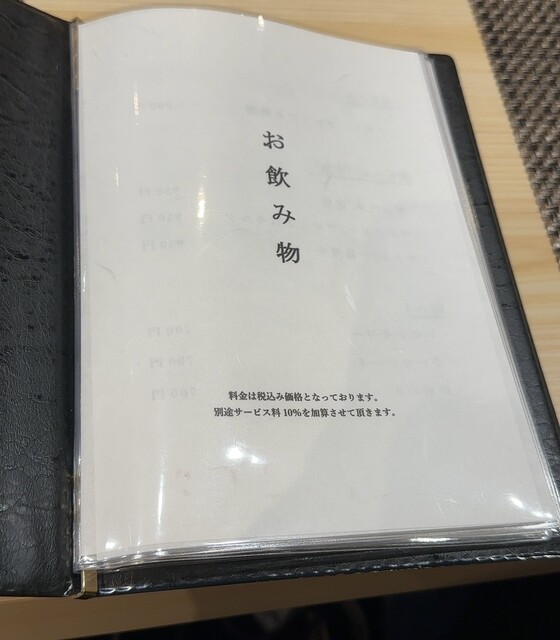 お飲み物
料金は税込み価格となっております。
別途サービス料 10%を加算させて頂きます。